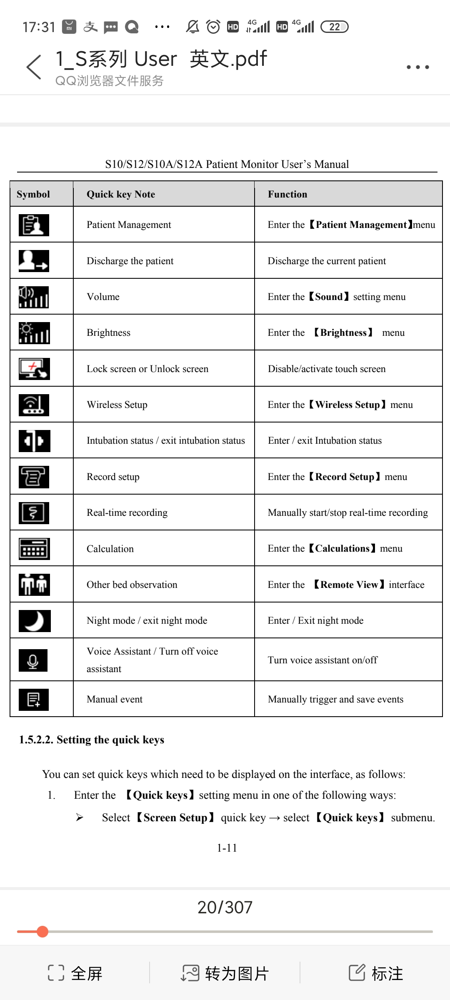 17:31 mi 支 HD 4G HD 4G 22
1_S系列 User 英文.pdf
QQ浏览器文件服务
S10/S12/S10A/S12A Patient Monitor User’s Manual
Symbol Quick key Note Function
Patient Management Enter the【Patient Management】menu
Discharge the patient Discharge the current patient
Volume Enter the【Sound】setting menu
Brightness Enter the 【Brightness】 menu
Lock screen or Unlock screen Disable/activate touch screen
Wireless Setup Enter the【Wireless Setup】menu
Intubation status / exit intubation status Enter / exit Intubation status
Record setup Enter the【Record Setup】menu
Real-time recording Manually start/stop real-time recording
Calculation Enter the【Calculations】menu
Other bed observation Enter the 【Remote View】interface
Night mode / exit night mode Enter / Exit night mode
Voice Assistant / Turn off voice
assistant Turn voice assistant on/off
Manual event Manually trigger and save events
1.5.2.2. Setting the quick keys
You can set quick keys which need to be displayed on the interface, as follows:
1. Enter the 【Quick keys】setting menu in one of the following ways:
➢ Select【Screen Setup】quick key → select【Quick keys】submenu.
1-11
20/307
全屏 转为图片 标注